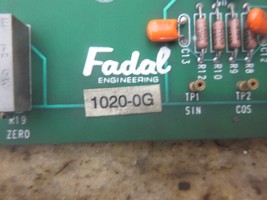 Fadal
ENGINEERING
1020-0G
C13
R12
R10
R9
R8
C12
R19
ZERO
TP1
SIN
TP2
COS